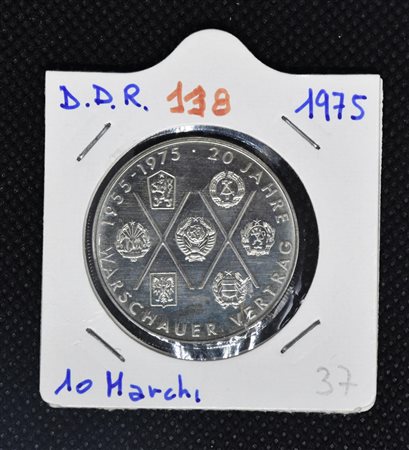 D.D.R. 118 1975
1955-1975 · 20 JAHRE
WARSCHAUER VERTRAG
10 Marchi
37